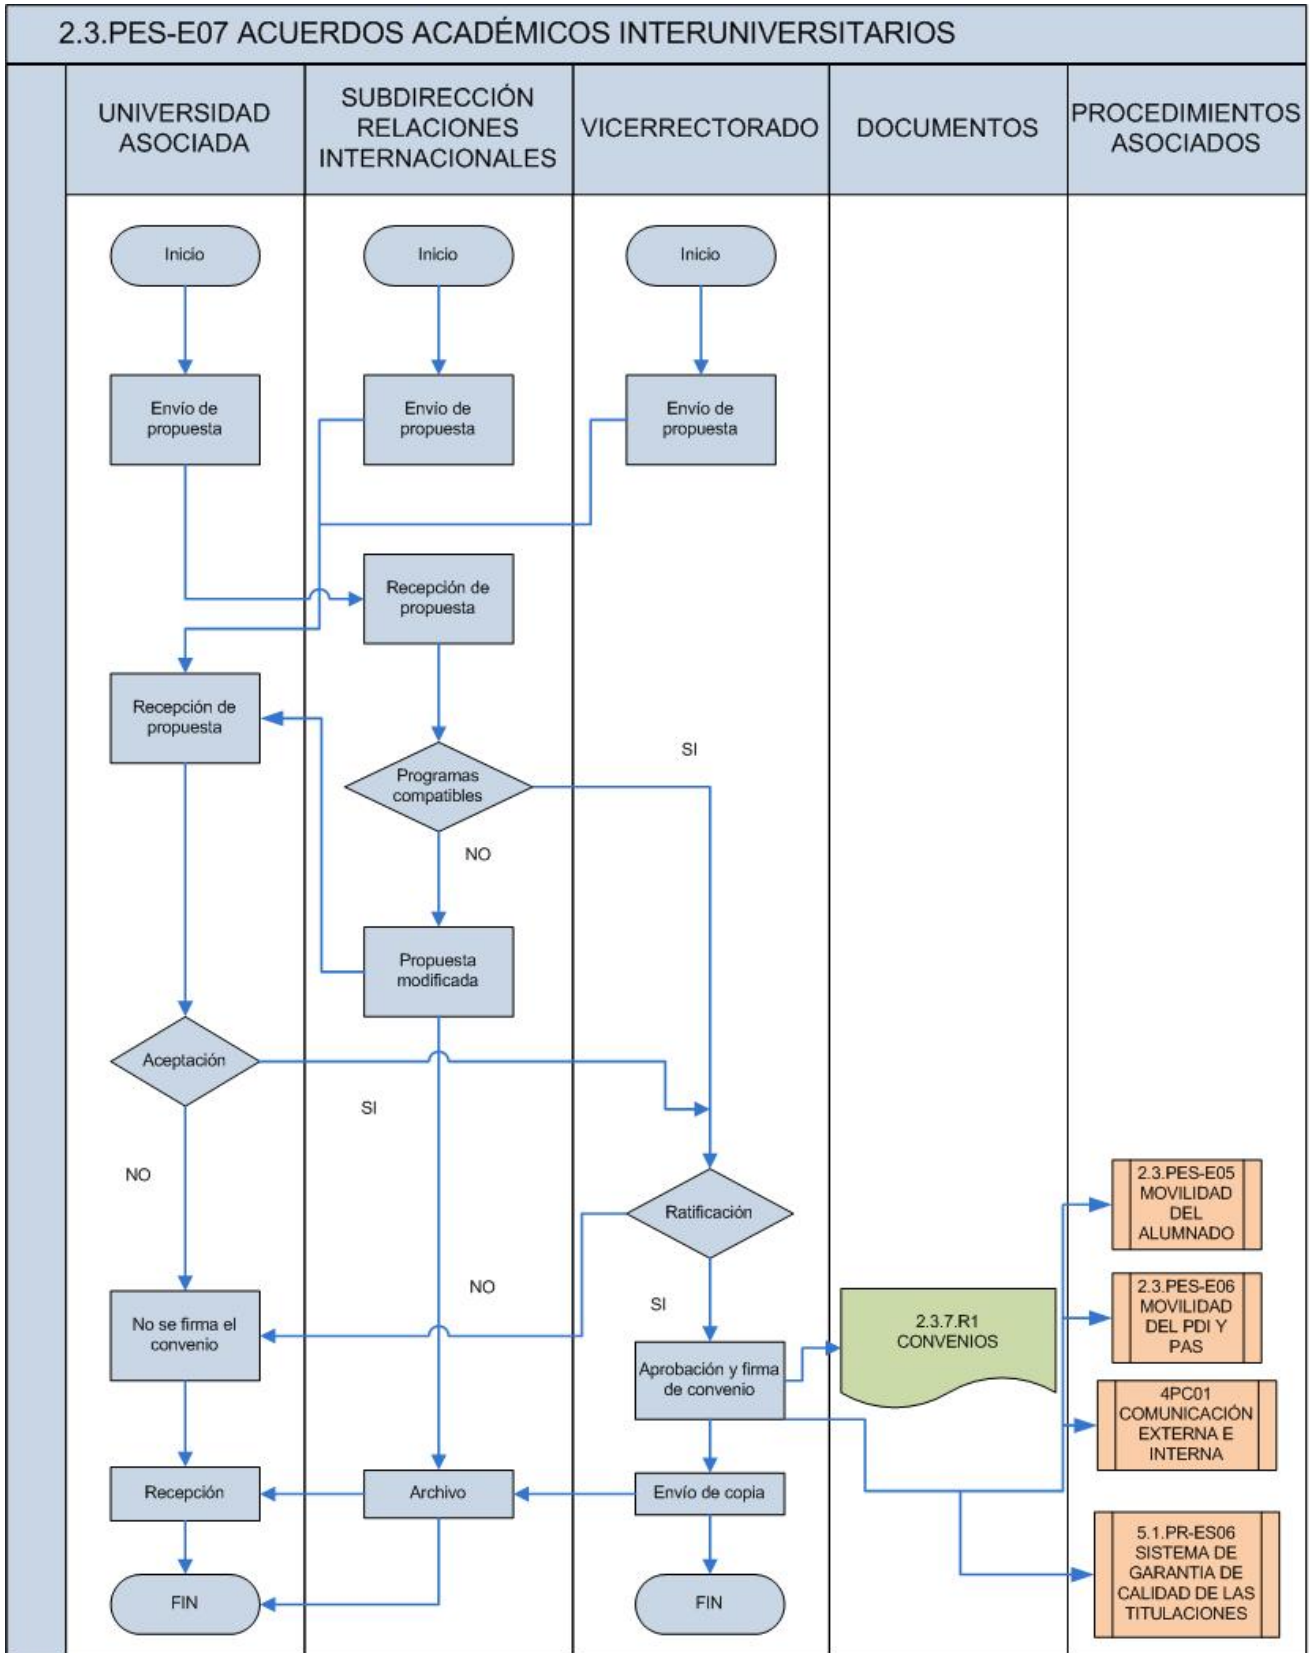 2.3.PES-E07 ACUERDOS ACADÉMICOS INTERUNIVERSITARIOS
UNIVERSIDAD
ASOCIADA
SUBDIRECCIÓN
RELACIONES
INTERNACIONALES
VICERRECTORADO
DOCUMENTOS
PROCEDIMIENTOS
ASOCIADOS
Inicio
Inicio
Inicio
Envío de
propuesta
Envío de
propuesta
Envío de
propuesta
Recepción de
propuesta
Recepción de
propuesta
SI
Programas
compatibles
NO
Propuesta
modificada
Aceptación
SI
NO
Ratificación
2.3.PES-E05
MOVILIDAD
DEL
ALUMNADO
NO
SI
No se firma el
convenio
2.3.7.R1
CONVENIOS
2.3.PES-E06
MOVILIDAD
DEL PDI Y
PAS
Aprobación y firma
de convenio
4PC01
COMUNICACIÓN
EXTERNA E
INTERNA
Recepción
Archivo
Envío de copia
5.1.PR-ES06
SISTEMA DE
GARANTIA DE
CALIDAD DE LAS
TITULACIONES
FIN
FIN